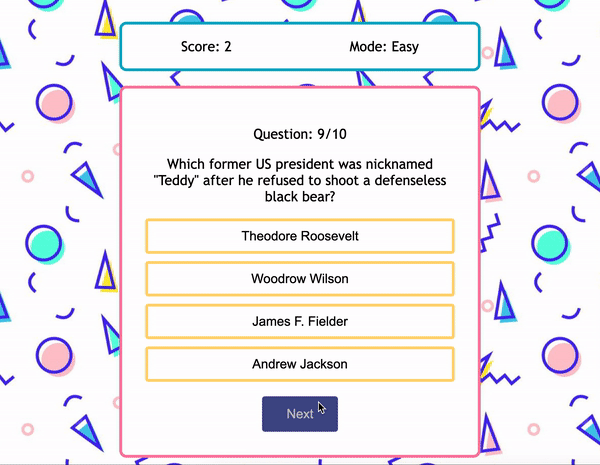 Score: 2
Mode: Easy
Question: 9/10
Which former US president was nicknamed
"Teddy" after he refused to shoot a defenseless
black bear?
Theodore Roosevelt
Woodrow Wilson
James F. Fielder
Andrew Jackson
Next